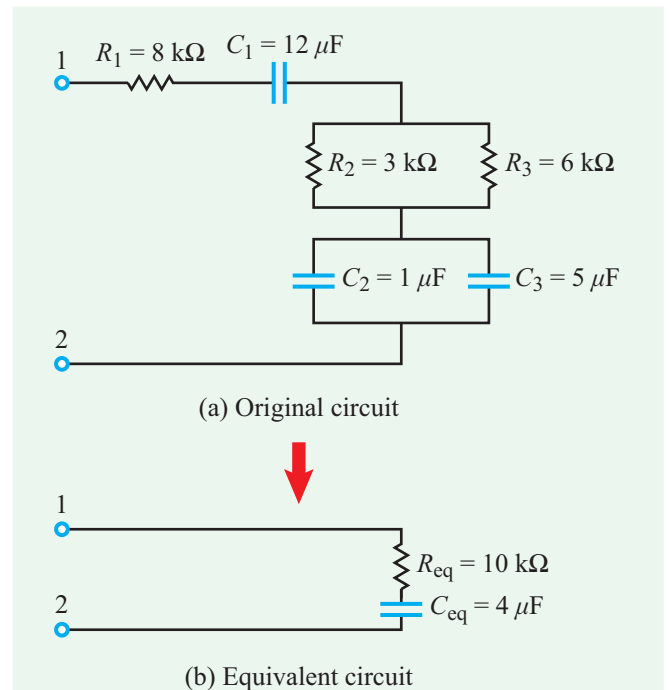 1
R₁ = 8 kΩ
C₁ = 12 μF
R₂ = 3 kΩ
R₃ = 6 kΩ
C₂ = 1 μF
C₃ = 5 μF
2
(a) Original circuit
1
R_eq = 10 kΩ
2
C_eq = 4 μF
(b) Equivalent circuit